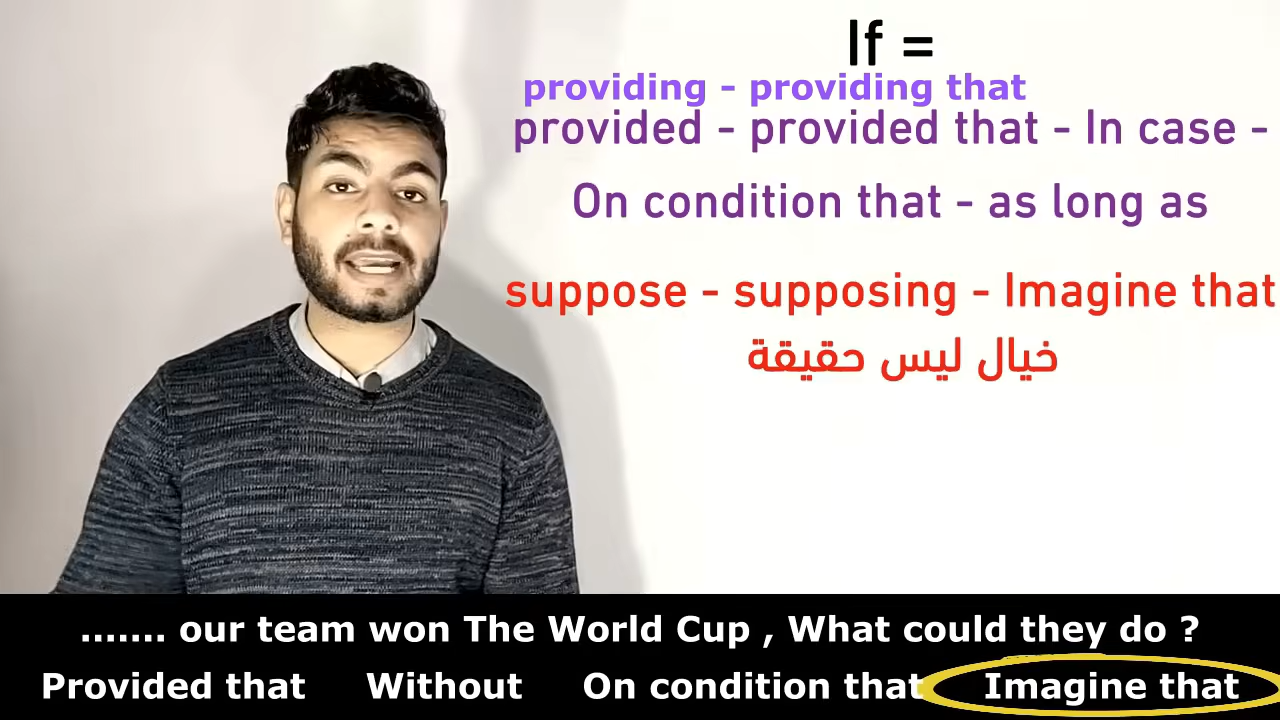 If =
providing - providing that
provided - provided that - In case -
On condition that - as long as
suppose - supposing - Imagine that
خيال ليس حقيقة
....... our team won The World Cup , What could they do ?
Provided that Without On condition that Imagine that